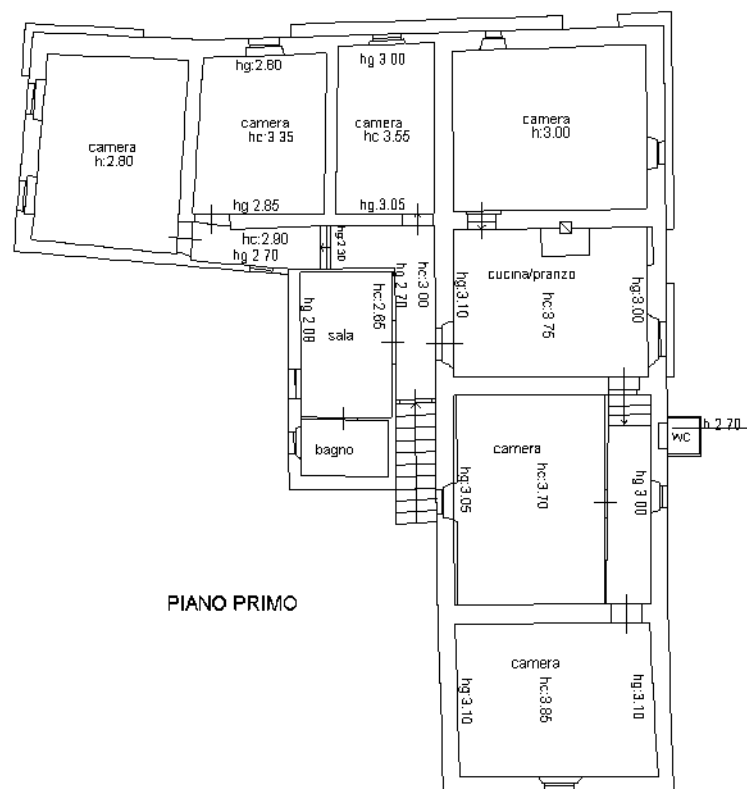 hg:2.80
hg 3.00
camera
h:2.80
camera
hc:3.35
camera
hc 3.55
camera
h:3.00
hg 2.85
hg.3.05
hc:2.80
hg 2.70
hg 2.30
hg 2.70
hc:3.00
cucina/pranzo
hg:3.10
hc:3.75
hg:3.00
hg 2.08
hc:2.65
sala
bagno
h 2.70
wc
camera
hg:3.05
hc:3.70
hg 3.00
PIANO PRIMO
camera
hg:3.10
hc:3.85
hg:3.10